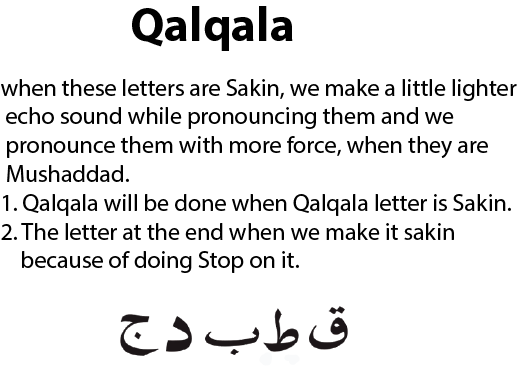 Qalqala
when these letters are Sakin, we make a little lighter
echo sound while pronouncing them and we
pronounce them with more force, when they are
Mushaddad.
1. Qalqala will be done when Qalqala letter is Sakin.
2. The letter at the end when we make it sakin
because of doing Stop on it.
ق ط ب د ج